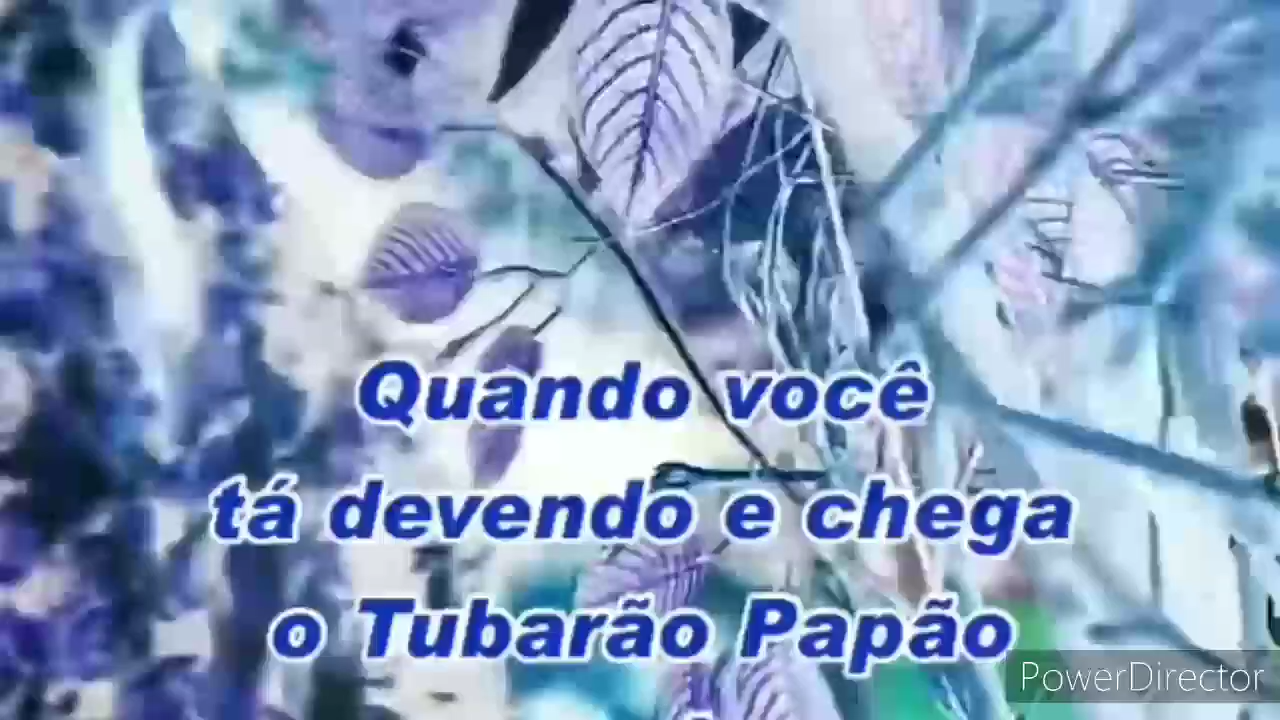 Quando você
tá devendo e chega
o Tubarão Papão
PowerDirector